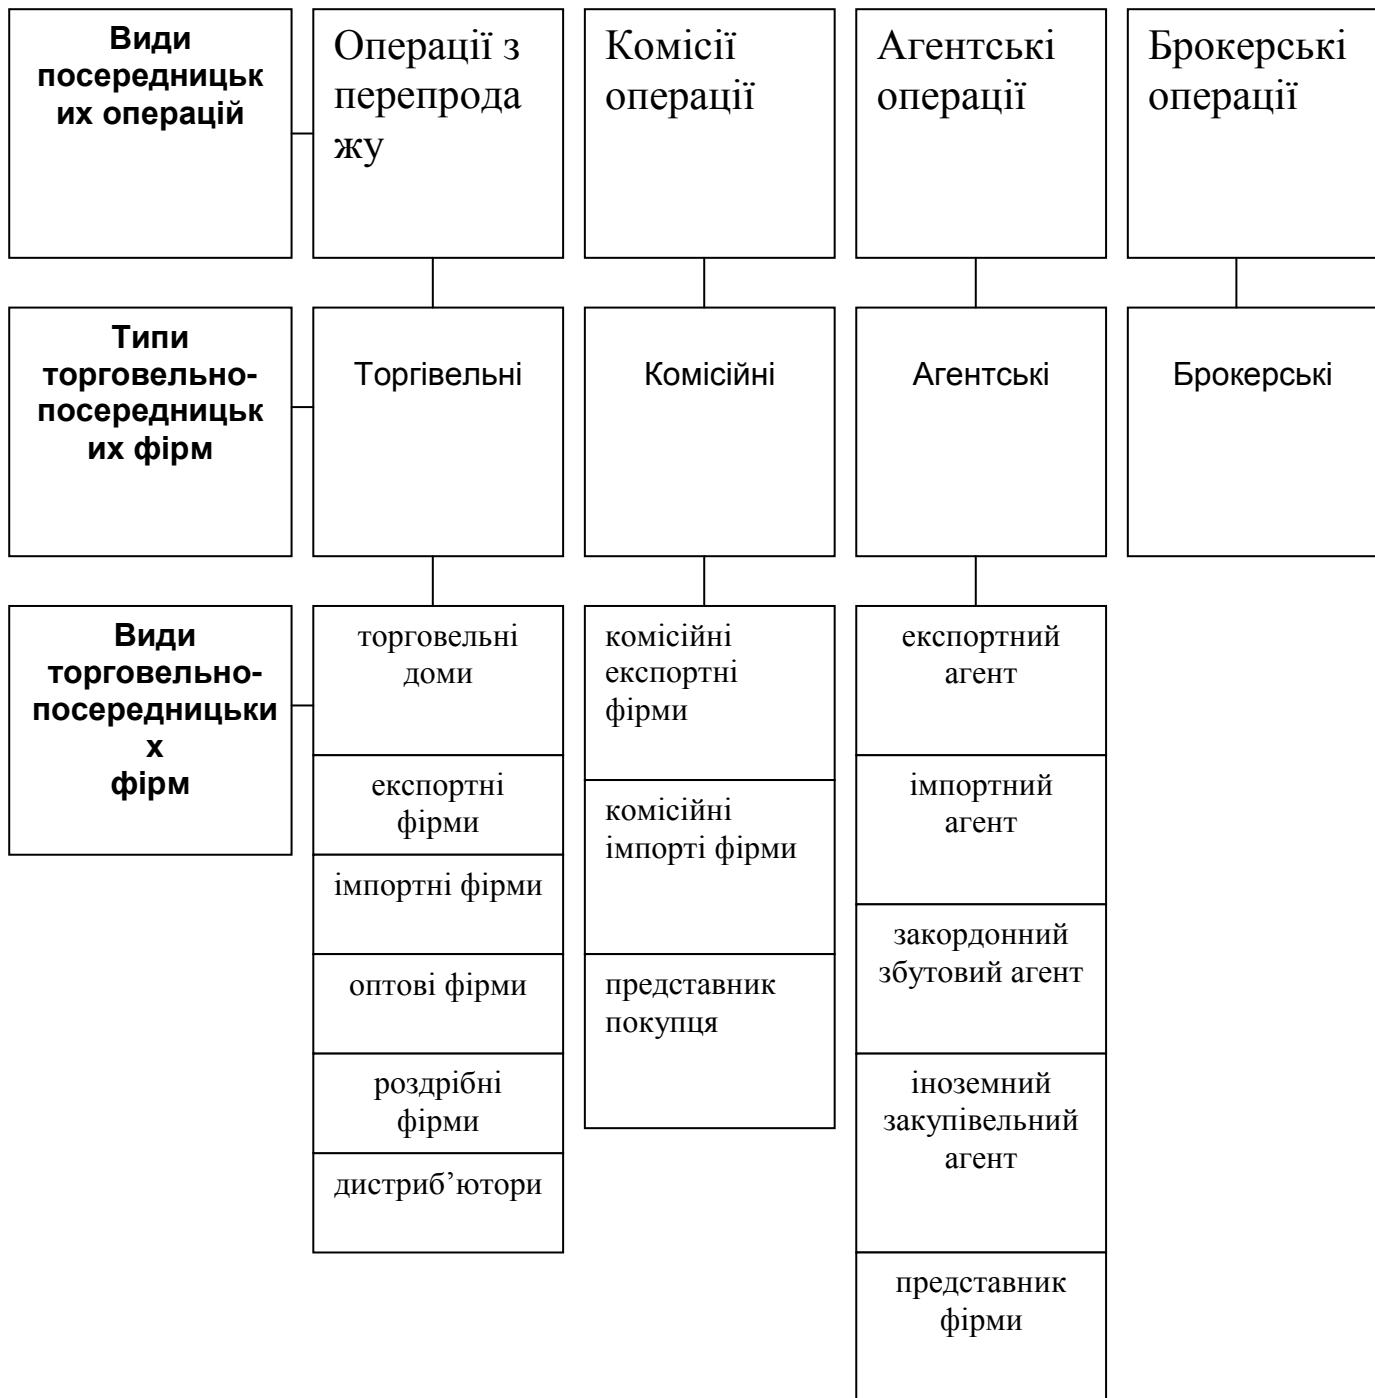 Види
посередницьк
их операцій
Операції з
перепрода
жу
Комісії
операції
Агентські
операції
Брокерські
операції
Типи
торговельно-
посередницьк
их фірм
Торгівельні
Комісійні
Агентські
Брокерські
Види
торговельно-
посередницьки
х
фірм
торговельні
доми
експортні
фірми
імпортні фірми
оптові фірми
роздрібні
фірми
дистриб’ютори
комісійні
експортні
фірми
комісійні
імпорті фірми
представник
покупця
експортний
агент
імпортний
агент
закордонний
збутовий агент
іноземний
закупівельний
агент
представник
фірми